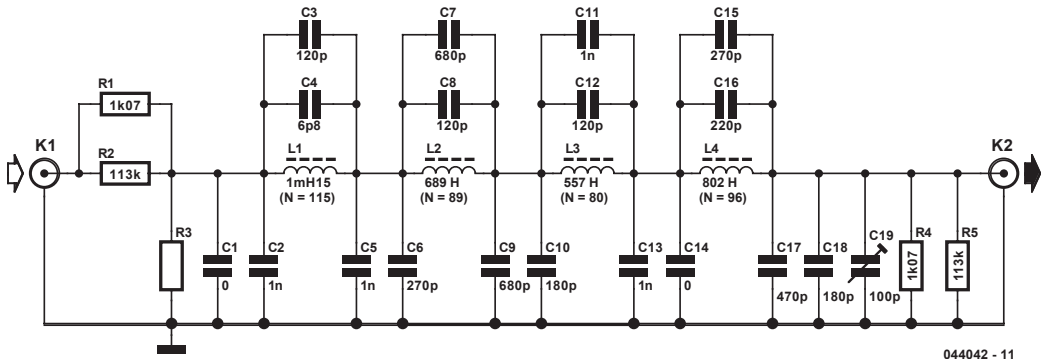 C3
120p
C7
680p
C11
1n
C15
270p
C4
6p8
C8
120p
C12
120p
C16
220p
R1
1k07
K1
R2
113k
L1
1mH15
(N = 115)
L2
689 H
(N = 89)
L3
557 H
(N = 80)
L4
802 H
(N = 96)
K2
R3
C1
0
C2
1n
C5
1n
C6
270p
C9
680p
C10
180p
C13
1n
C14
0
C17
470p
C18
180p
C19
100p
R4
1k07
R5
113k
044042 - 11